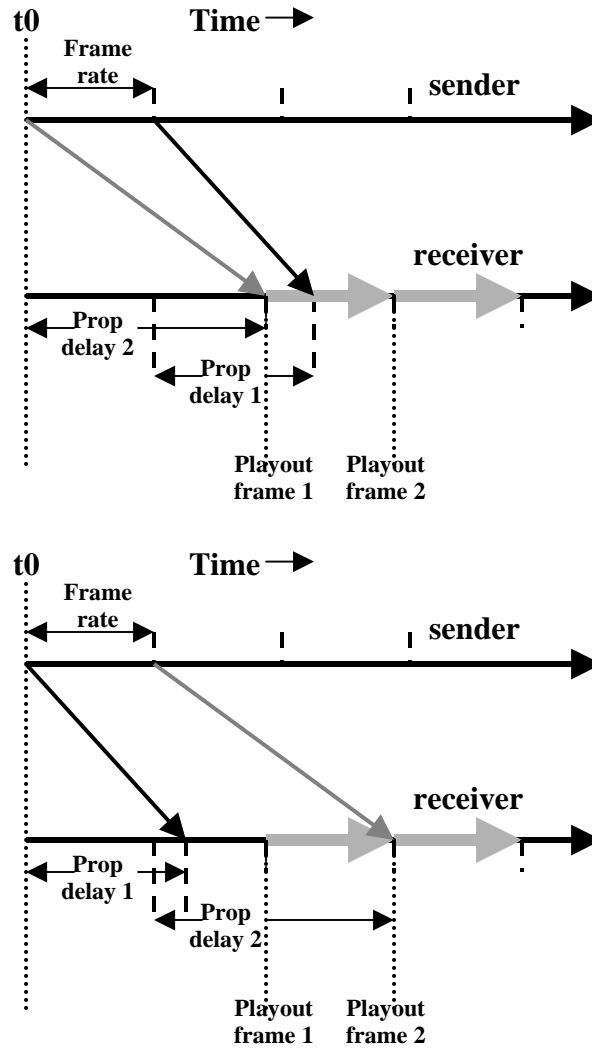 t0 Time
Frame
rate
sender
receiver
Prop
delay 2
Prop
delay 1
Playout Playout
frame 1 frame 2
t0 Time
Frame
rate
sender
receiver
Prop
delay 1
Prop
delay 2
Playout Playout
frame 1 frame 2